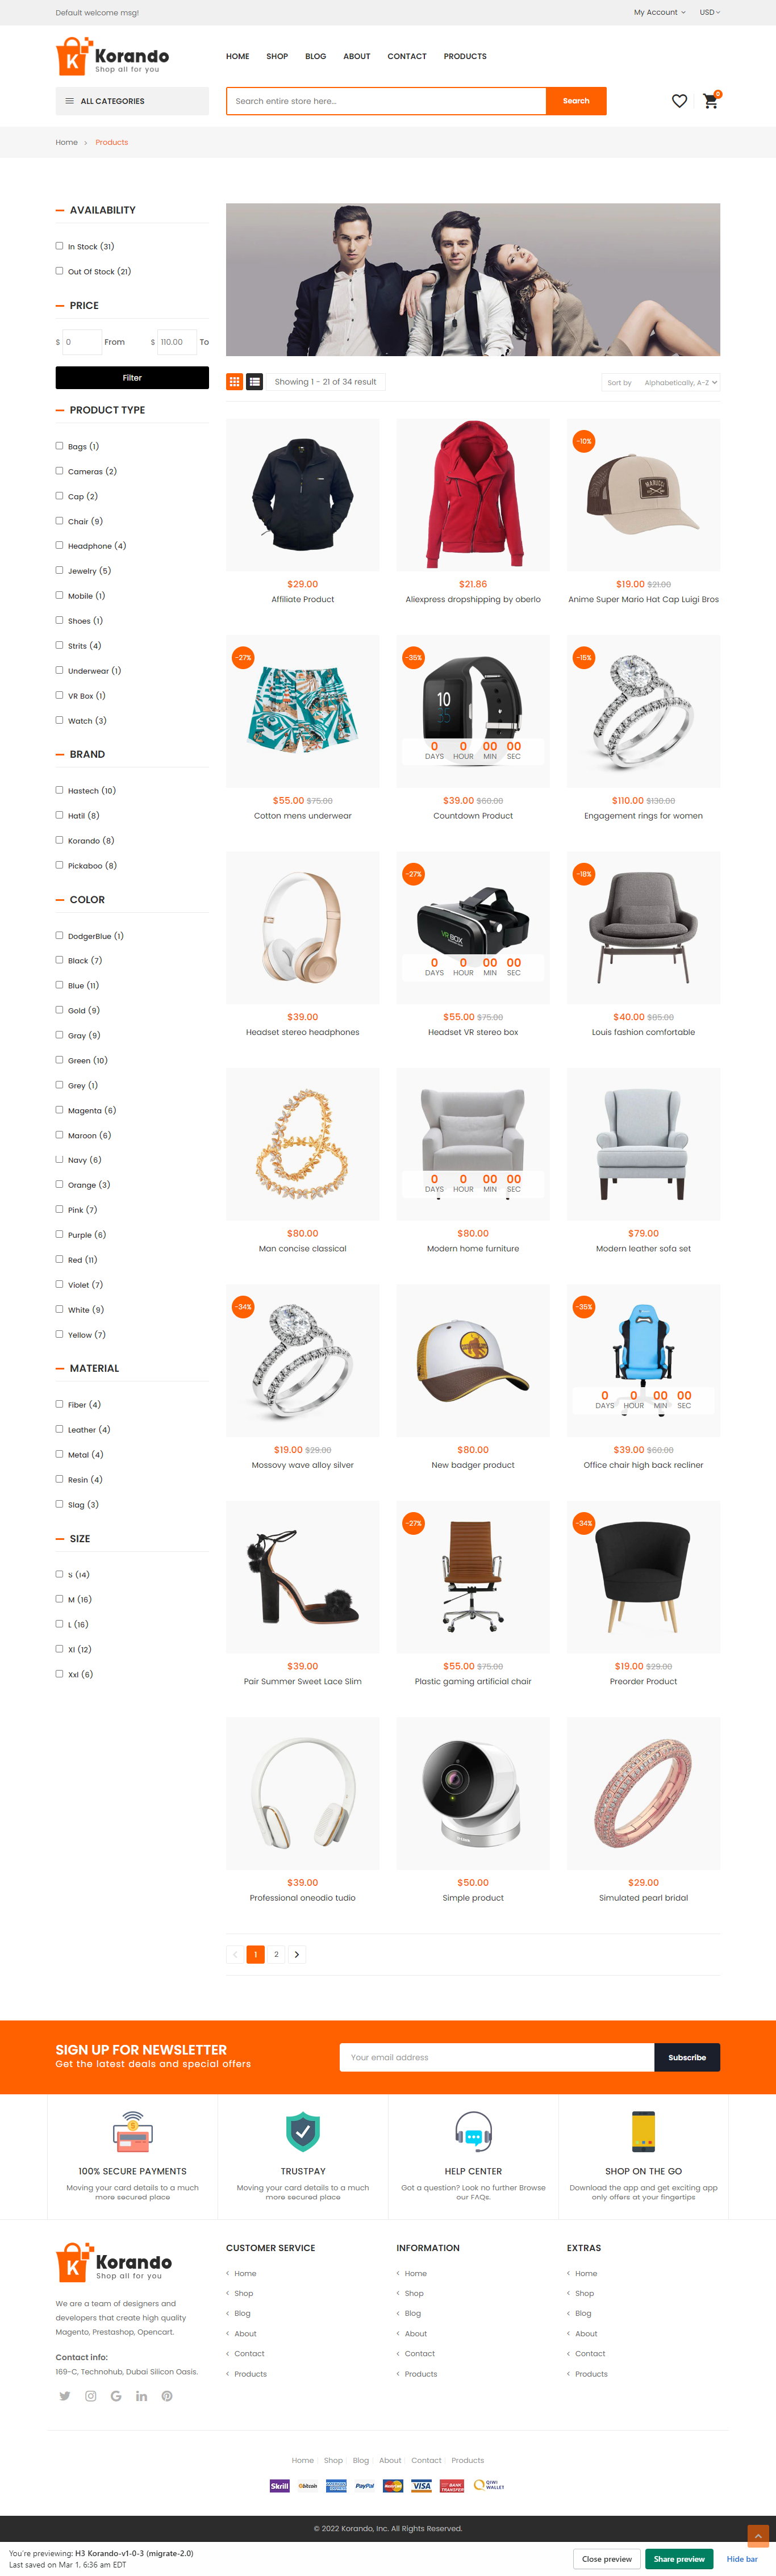 Default welcome msg!
My Account
USD
Korando
Shop all for you
HOME
SHOP
BLOG
ABOUT
CONTACT
PRODUCTS
ALL CATEGORIES
Search entire store here...
Search
0
Home
Products
AVAILABILITY
In Stock (31)
Out Of Stock (21)
PRICE
$ 0 From
$ 110.00 To
Filter
PRODUCT TYPE
Bags (1)
Cameras (2)
Cap (2)
Chair (9)
Headphone (4)
Jewelry (5)
Mobile (1)
Shoes (1)
Strits (4)
Underwear (1)
VR Box (1)
Watch (3)
BRAND
Hastech (10)
Hatil (8)
Korando (8)
Pickaboo (8)
COLOR
DodgerBlue (1)
Black (7)
Blue (11)
Gold (9)
Gray (9)
Green (10)
Grey (1)
Magenta (6)
Maroon (6)
Navy (6)
Orange (3)
Pink (7)
Purple (6)
Red (11)
Violet (7)
White (9)
Yellow (7)
MATERIAL
Fiber (4)
Leather (4)
Metal (4)
Resin (4)
Slag (3)
SIZE
S (14)
M (16)
L (16)
Xl (12)
Xxl (6)
Showing 1 - 21 of 34 result
Sort by
Alphabetically, A-Z
$29.00
Affiliate Product
$21.86
Aliexpress dropshipping by oberlo
-10%
$19.00 $21.00
Anime Super Mario Hat Cap Luigi Bros
-27%
$55.00 $75.00
Cotton mens underwear
-35%
10
35
0 0 00 00
DAYS HOUR MIN SEC
$39.00 $60.00
Countdown Product
-15%
$110.00 $130.00
Engagement rings for women
$39.00
Headset stereo headphones
-27%
VR BOX
0 0 00 00
DAYS HOUR MIN SEC
$55.00 $75.00
Headset VR stereo box
-18%
$40.00 $85.00
Louis fashion comfortable
$80.00
Man concise classical
0 0 00 00
DAYS HOUR MIN SEC
$80.00
Modern home furniture
$79.00
Modern leather sofa set
-34%
$19.00 $29.00
Mossovy wave alloy silver
$80.00
New badger product
-35%
0 0 00 00
DAYS HOUR MIN SEC
$39.00 $60.00
Office chair high back recliner
$39.00
Pair Summer Sweet Lace Slim
-27%
$55.00 $75.00
Plastic gaming artificial chair
-34%
$19.00 $29.00
Preorder Product
$39.00
Professional oneodio tudio
$50.00
Simple product
$29.00
Simulated pearl bridal
1
2
SIGN UP FOR NEWSLETTER
Get the latest deals and special offers
Your email address
Subscribe
100% SECURE PAYMENTS
Moving your card details to a much
more secured place
TRUSTPAY
Moving your card details to a much
more secured place
HELP CENTER
Got a question? Look no further Browse
our FAQs.
SHOP ON THE GO
Download the app and get exciting app
only offers at your fingertips
Korando
Shop all for you
We are a team of designers and
developers that create high quality
Magento, Prestashop, Opencart.
Contact info:
169-C, Technohub, Dubai Silicon Oasis.
CUSTOMER SERVICE
Home
Shop
Blog
About
Contact
Products
INFORMATION
Home
Shop
Blog
About
Contact
Products
EXTRAS
Home
Shop
Blog
About
Contact
Products
Home
Shop
Blog
About
Contact
Products
Skrill
bitcoin
PayPal
VISA
BANK
TRANSFER
QIWI
WALLET
© 2022 Korando, Inc. All Rights Reserved.
You're previewing: H3 Korando-v1-0-3 (migrate-2.0)
Last saved on Mar 1, 6:36 am EDT
Close preview
Share preview
Hide bar